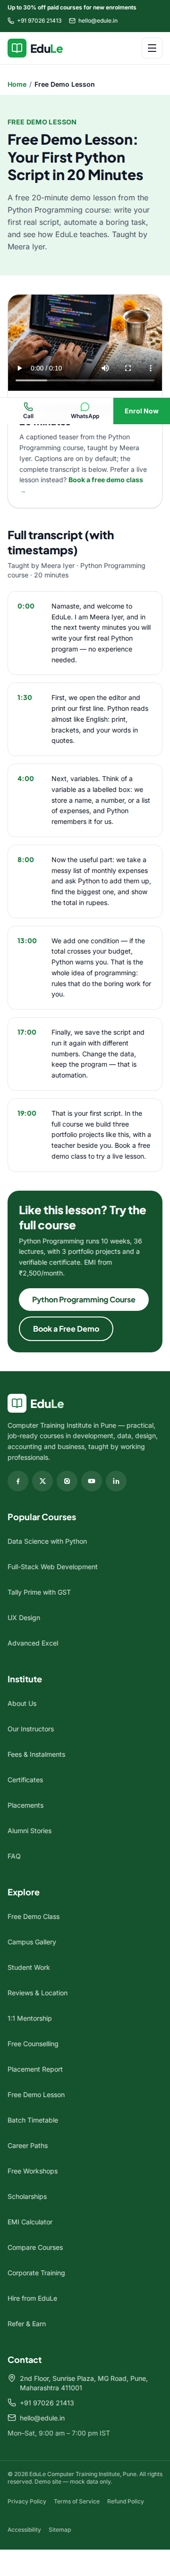 Up to 30% off paid courses for new enrolments
+91 97026 21413 hello@edule.in
EduLe
Home / Free Demo Lesson
FREE DEMO LESSON
Free Demo Lesson:
Your First Python
Script in 20 Minutes
A free 20-minute demo lesson from the
Python Programming course: write your
first real script, automate a boring task,
and see how EduLe teaches. Taught by
Meera Iyer.
0:00 / 0:10
Call
WhatsApp
Enrol Now
A captioned teaser from the Python
Programming course, taught by Meera
Iyer. Captions are on by default; the
complete transcript is below. Prefer a live
lesson instead? Book a free demo class
→
Full transcript (with
timestamps)
Taught by Meera Iyer · Python Programming
course · 20 minutes
0:00
Namaste, and welcome to
EduLe. I am Meera Iyer, and in
the next twenty minutes you will
write your first real Python
program — no experience
needed.
1:30
First, we open the editor and
print our first line. Python reads
almost like English: print,
brackets, and your words in
quotes.
4:00
Next, variables. Think of a
variable as a labelled box: we
store a name, a number, or a list
of expenses, and Python
remembers it for us.
8:00
Now the useful part: we take a
messy list of monthly expenses
and ask Python to add them up,
find the biggest one, and show
the total in rupees.
13:00
We add one condition — if the
total crosses your budget,
Python warns you. That is the
whole idea of programming:
rules that do the boring work for
you.
17:00
Finally, we save the script and
run it again with different
numbers. Change the data,
keep the program — that is
automation.
19:00
That is your first script. In the
full course we build three
portfolio projects like this, with a
teacher beside you. Book a free
demo class to try a live lesson.
Like this lesson? Try the
full course
Python Programming runs 10 weeks, 36
lectures, with 3 portfolio projects and a
verifiable certificate. EMI from
₹2,500/month.
Python Programming Course
Book a Free Demo
EduLe
Computer Training Institute in Pune — practical,
job-ready courses in development, data, design,
accounting and business, taught by working
professionals.
Popular Courses
Data Science with Python
Full-Stack Web Development
Tally Prime with GST
UX Design
Advanced Excel
Institute
About Us
Our Instructors
Fees & Instalments
Certificates
Placements
Alumni Stories
FAQ
Explore
Free Demo Class
Campus Gallery
Student Work
Reviews & Location
1:1 Mentorship
Free Counselling
Placement Report
Free Demo Lesson
Batch Timetable
Career Paths
Free Workshops
Scholarships
EMI Calculator
Compare Courses
Corporate Training
Hire from EduLe
Refer & Earn
Contact
2nd Floor, Sunrise Plaza, MG Road, Pune,
Maharashtra 411001
+91 97026 21413
hello@edule.in
Mon–Sat, 9:00 am – 7:00 pm IST
© 2026 EduLe Computer Training Institute, Pune. All rights
reserved. Demo site — mock data only.
Privacy Policy Terms of Service Refund Policy
Accessibility Sitemap